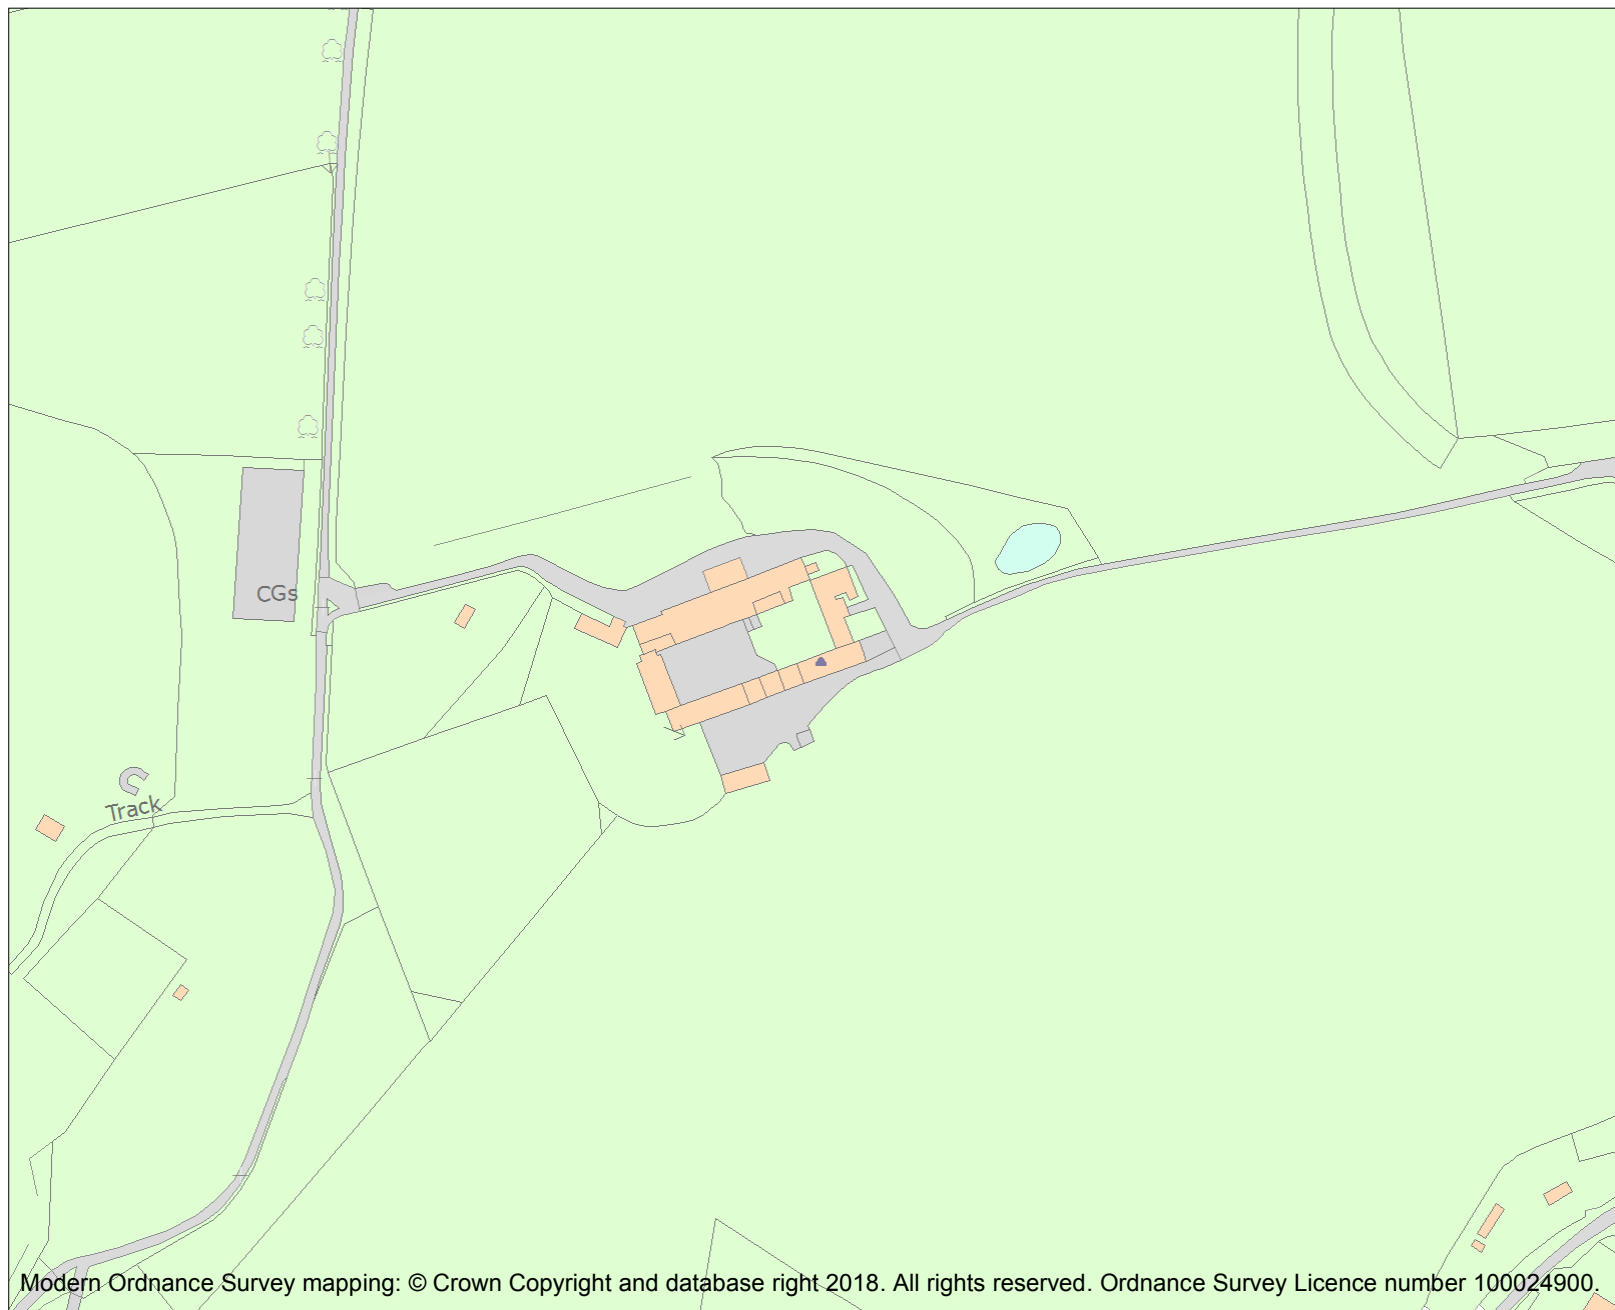 CGs
Track
Modern Ordnance Survey mapping: © Crown Copyright and database right 2018. All rights reserved. Ordnance Survey Licence number 100024900.